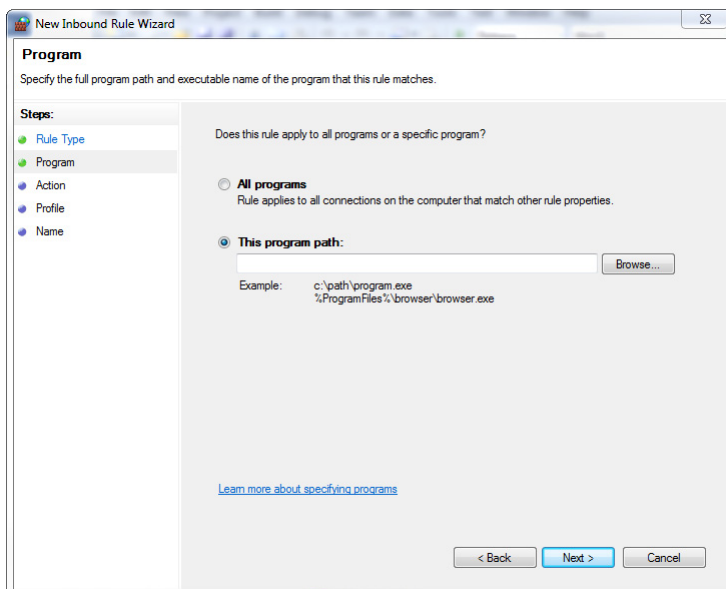 New Inbound Rule Wizard
Program
Specify the full program path and executable name of the program that this rule matches.
Steps:
Rule Type
Program
Action
Profile
Name
Does this rule apply to all programs or a specific program?
All programs
Rule applies to all connections on the computer that match other rule properties.
This program path:
Browse...
Example:
c:\path\program.exe
%ProgramFiles%\browser\browser.exe
Learn more about specifying programs
< Back
Next >
Cancel